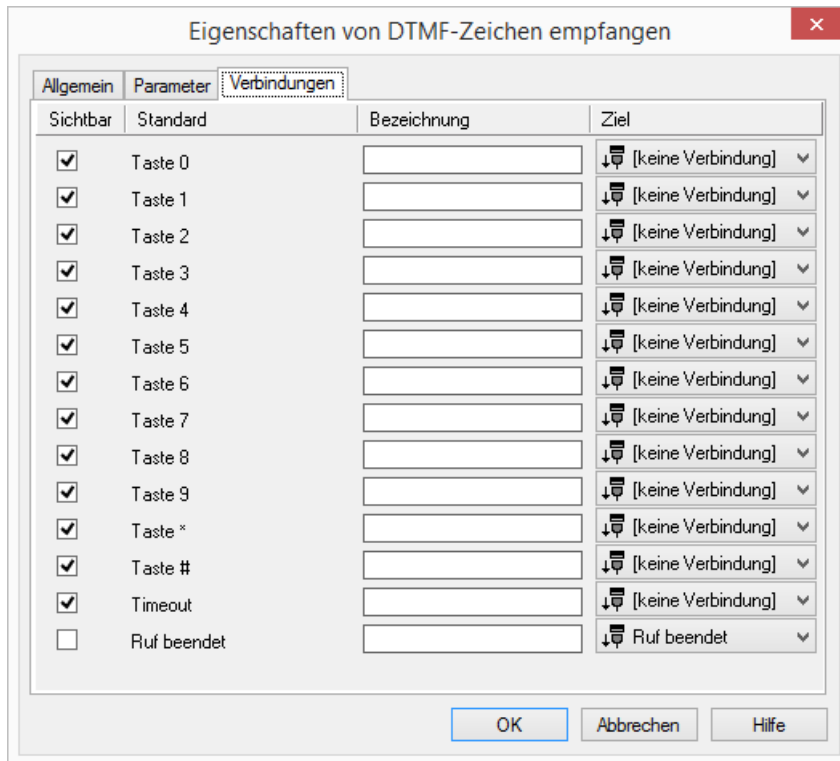 Eigenschaften von DTMF-Zeichen empfangen
Allgemein Parameter Verbindungen
Sichtbar Standard Bezeichnung Ziel
Taste 0 [keine Verbindung]
Taste 1 [keine Verbindung]
Taste 2 [keine Verbindung]
Taste 3 [keine Verbindung]
Taste 4 [keine Verbindung]
Taste 5 [keine Verbindung]
Taste 6 [keine Verbindung]
Taste 7 [keine Verbindung]
Taste 8 [keine Verbindung]
Taste 9 [keine Verbindung]
Taste * [keine Verbindung]
Taste # [keine Verbindung]
Timeout [keine Verbindung]
Ruf beendet Ruf beendet
OK Abbrechen Hilfe